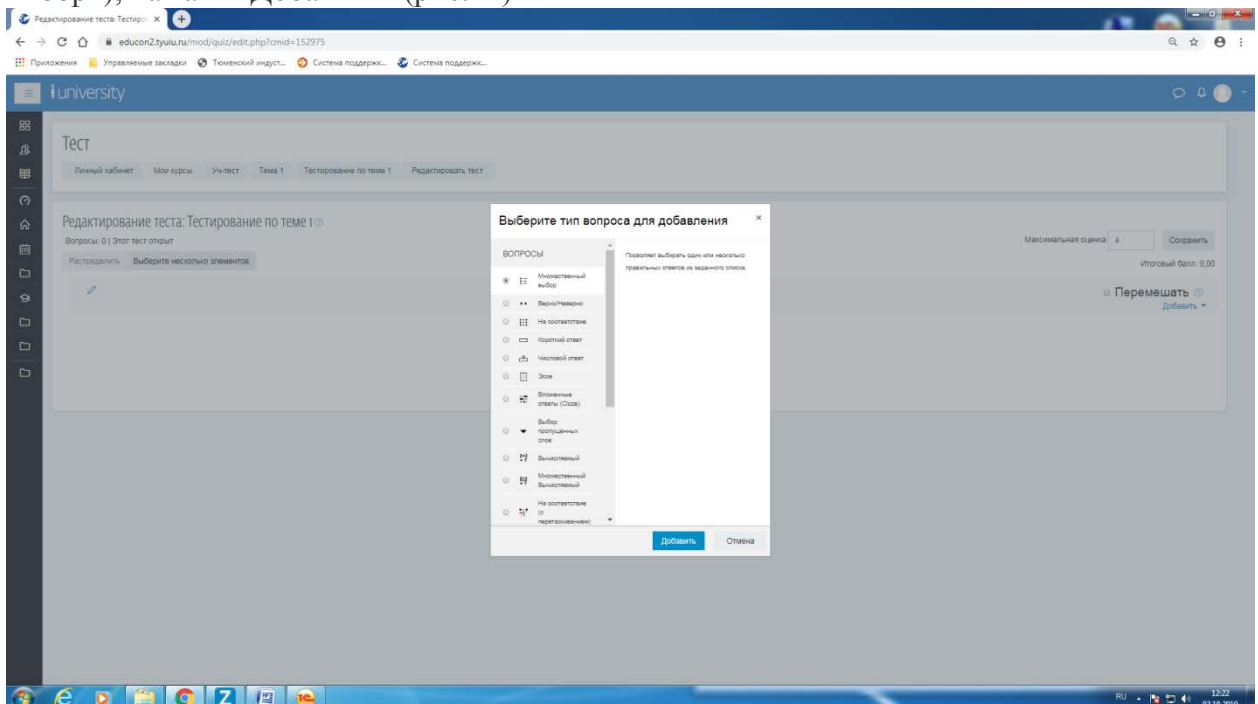 Редактирование теста: Тестиро
educon2.tyuiu.ru/mod/quiz/edit.php?cmid=152975
Приложения Управляемые закладки Тюменский индуст... Система поддержк... Система поддержк...
iuniversity
Тест
Личный кабинет Мои курсы Уч-тест Тема 1 Тестирование по теме 1 Редактировать тест
Редактирование теста: Тестирование по теме 1
Вопросы: 0 | Этот тест открыт
Максимальная оценка 4 Сохранить
Распределить Выберите несколько элементов
Итоговый балл: 0,00
Перемешать
Добавить
Выберите тип вопроса для добавления ×
ВОПРОСЫ
Позволяет выбирать один или несколько
правильных ответов из заданного списка.
Множественный
выбор
Верно/Неверно
На соответствие
Короткий ответ
Числовой ответ
Эссе
Вложенные
ответы (Cloze)
Выбор
пропущенных
слов
Вычисляемый
Множественный
Вычисляемый
На соответствие
(с
перетаскиванием)
Добавить Отмена
RU 12:22